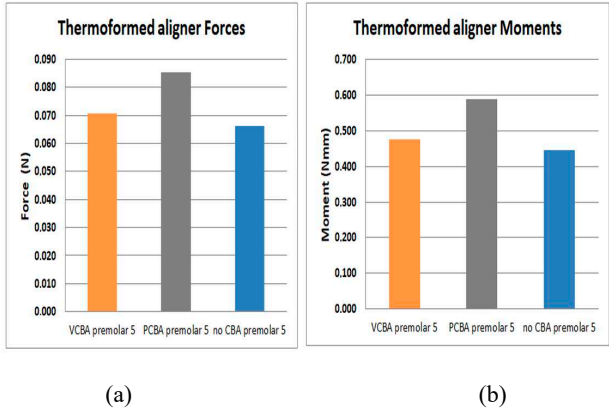 Thermoformed aligner Forces
0.090
0.080
0.070
0.060
0.050
0.040
0.030
0.020
0.010
0.000
Force (N)
VCBA premolar 5 PCBA premolar 5 no CBA premolar 5
(a)
Thermoformed aligner Moments
0.700
0.600
0.500
0.400
0.300
0.200
0.100
0.000
Moment (Nmm)
VCBA premolar 5 PCBA premolar 5 no CBA premolar 5
(b)